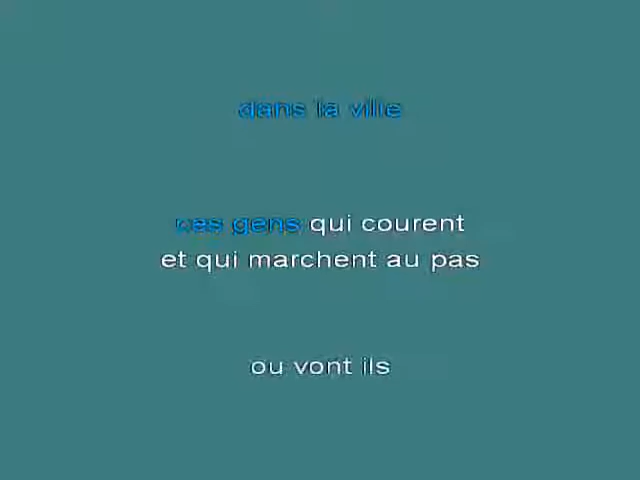 dans la ville
ces gens qui courent
et qui marchent au pas
ou vont ils